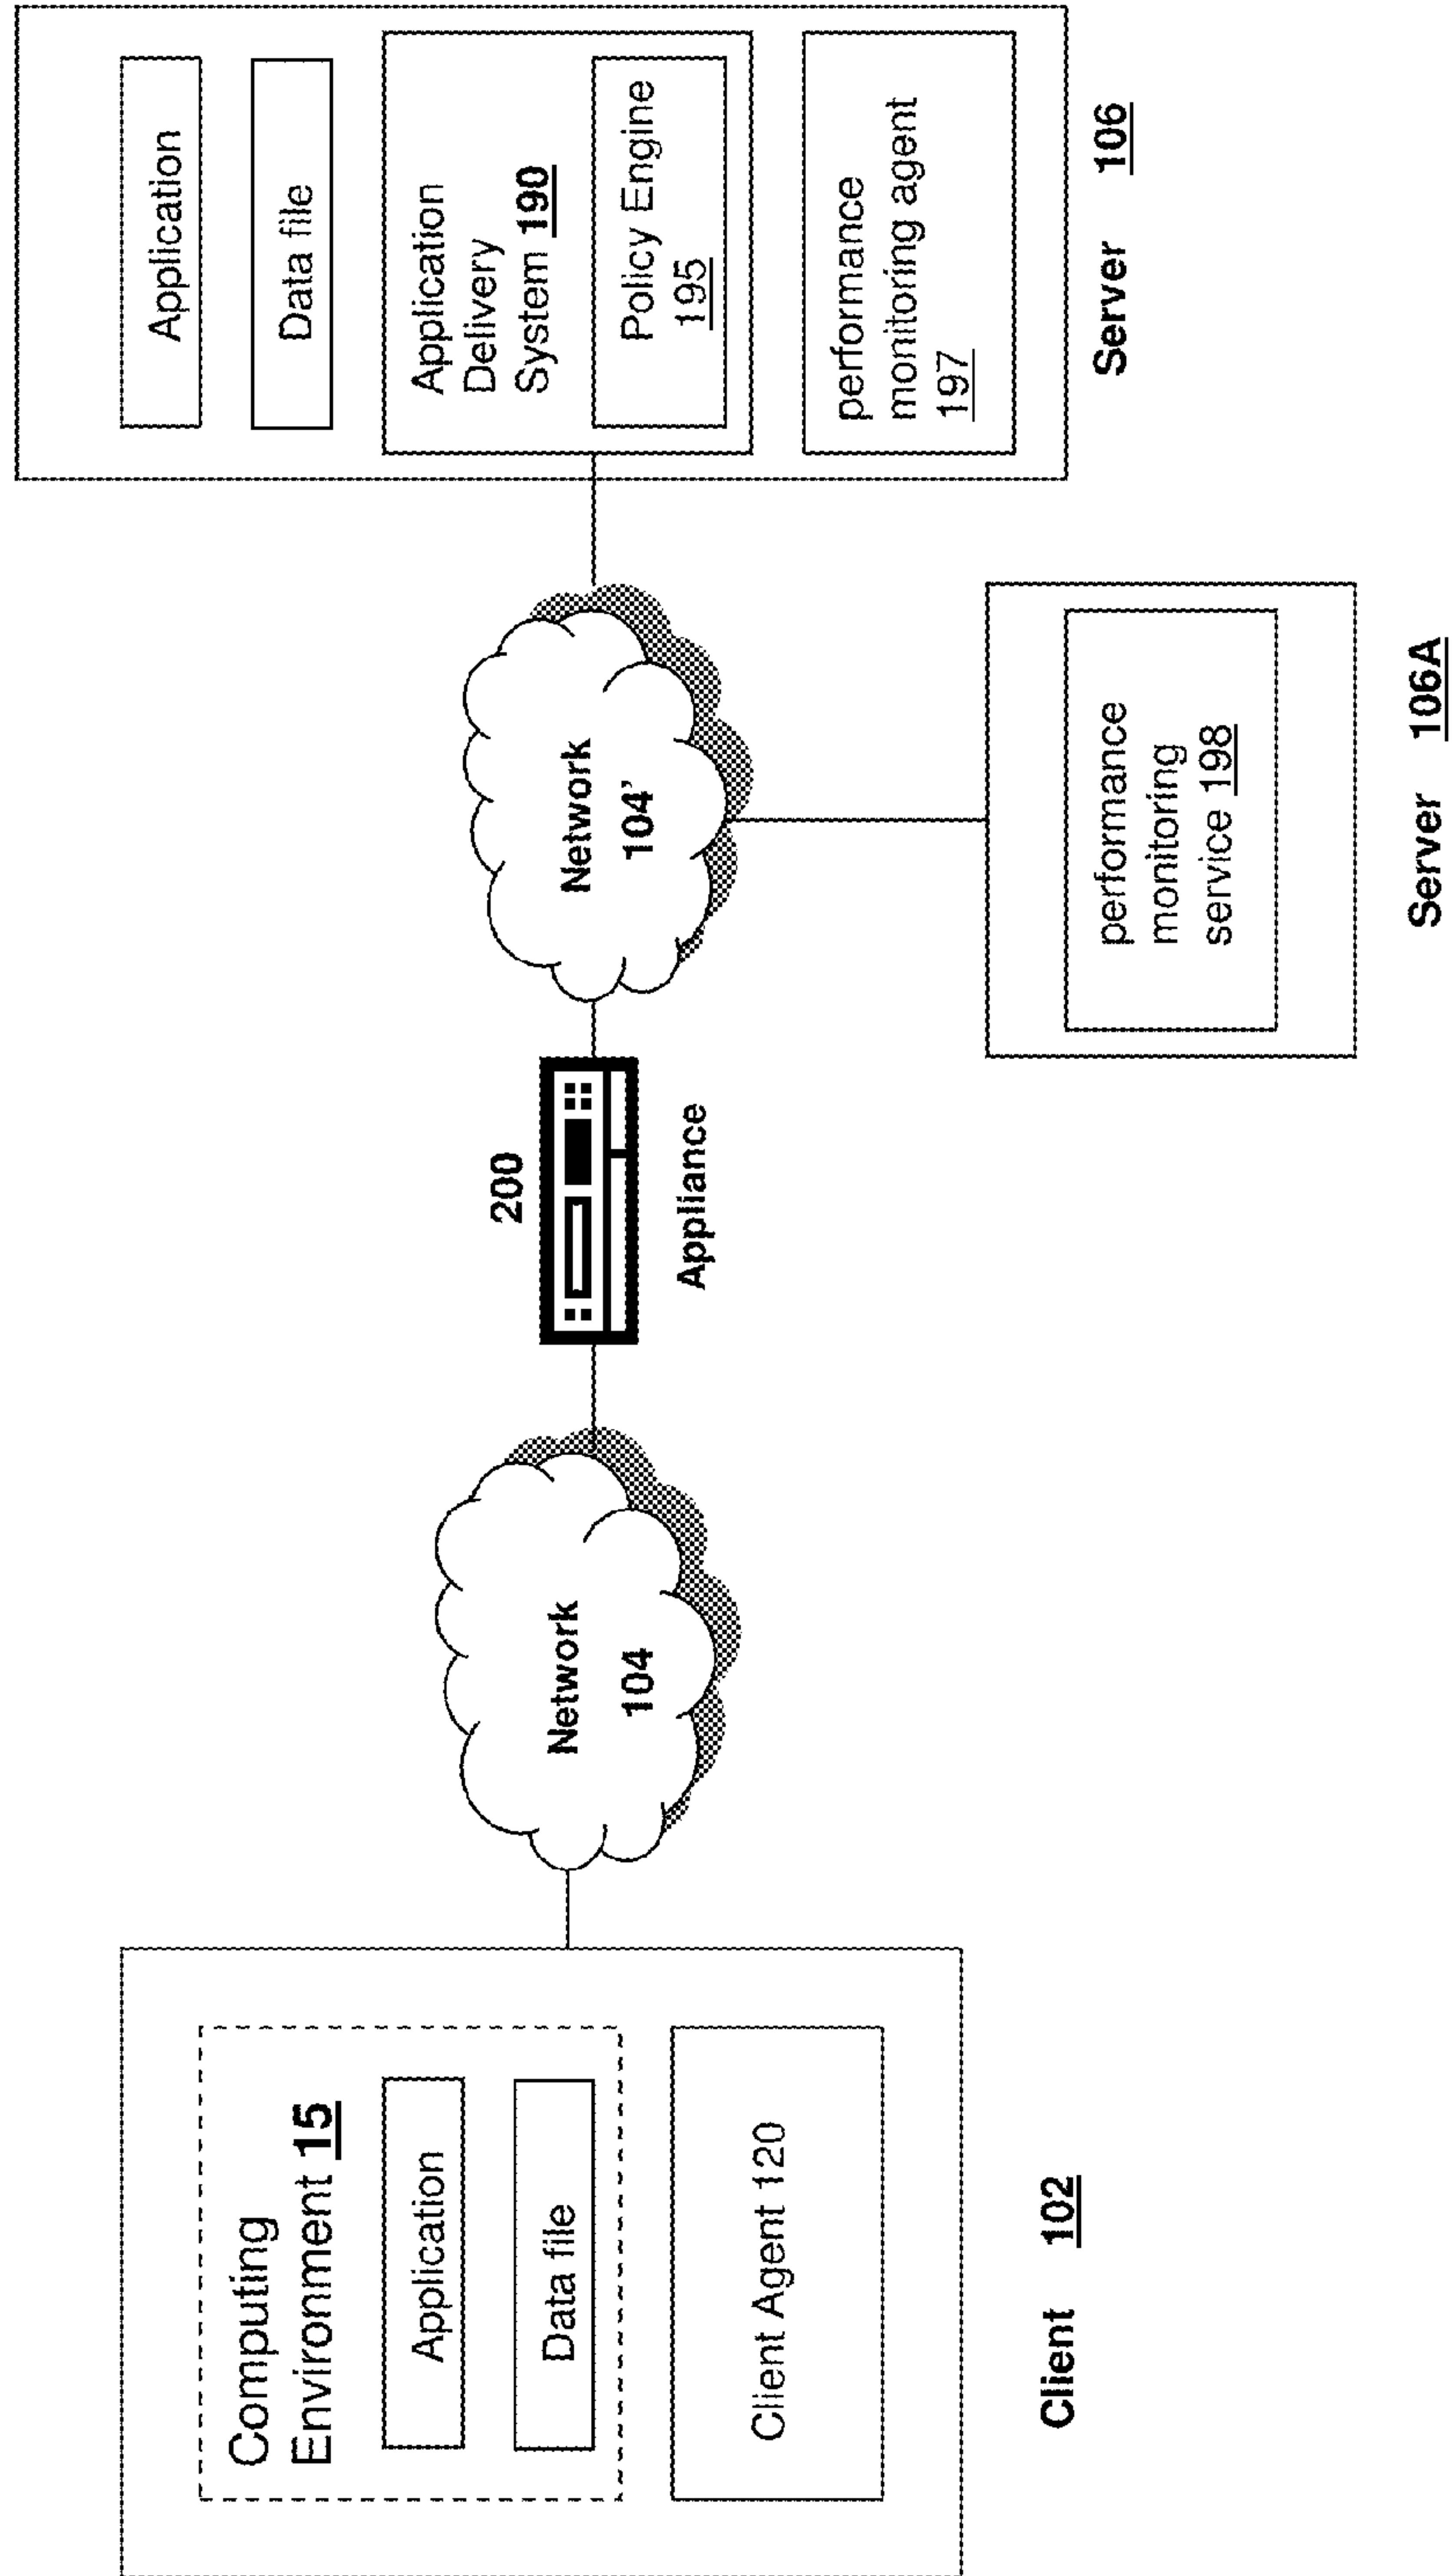 Computing
Environment 15
Application
Data file
Client Agent 120
Client 102
Network
104
200
Appliance
Network
104'
performance
monitoring
service 198
Server 106A
Application
Data file
Application
Delivery
System 190
Policy Engine
195
performance
monitoring agent
197
Server 106